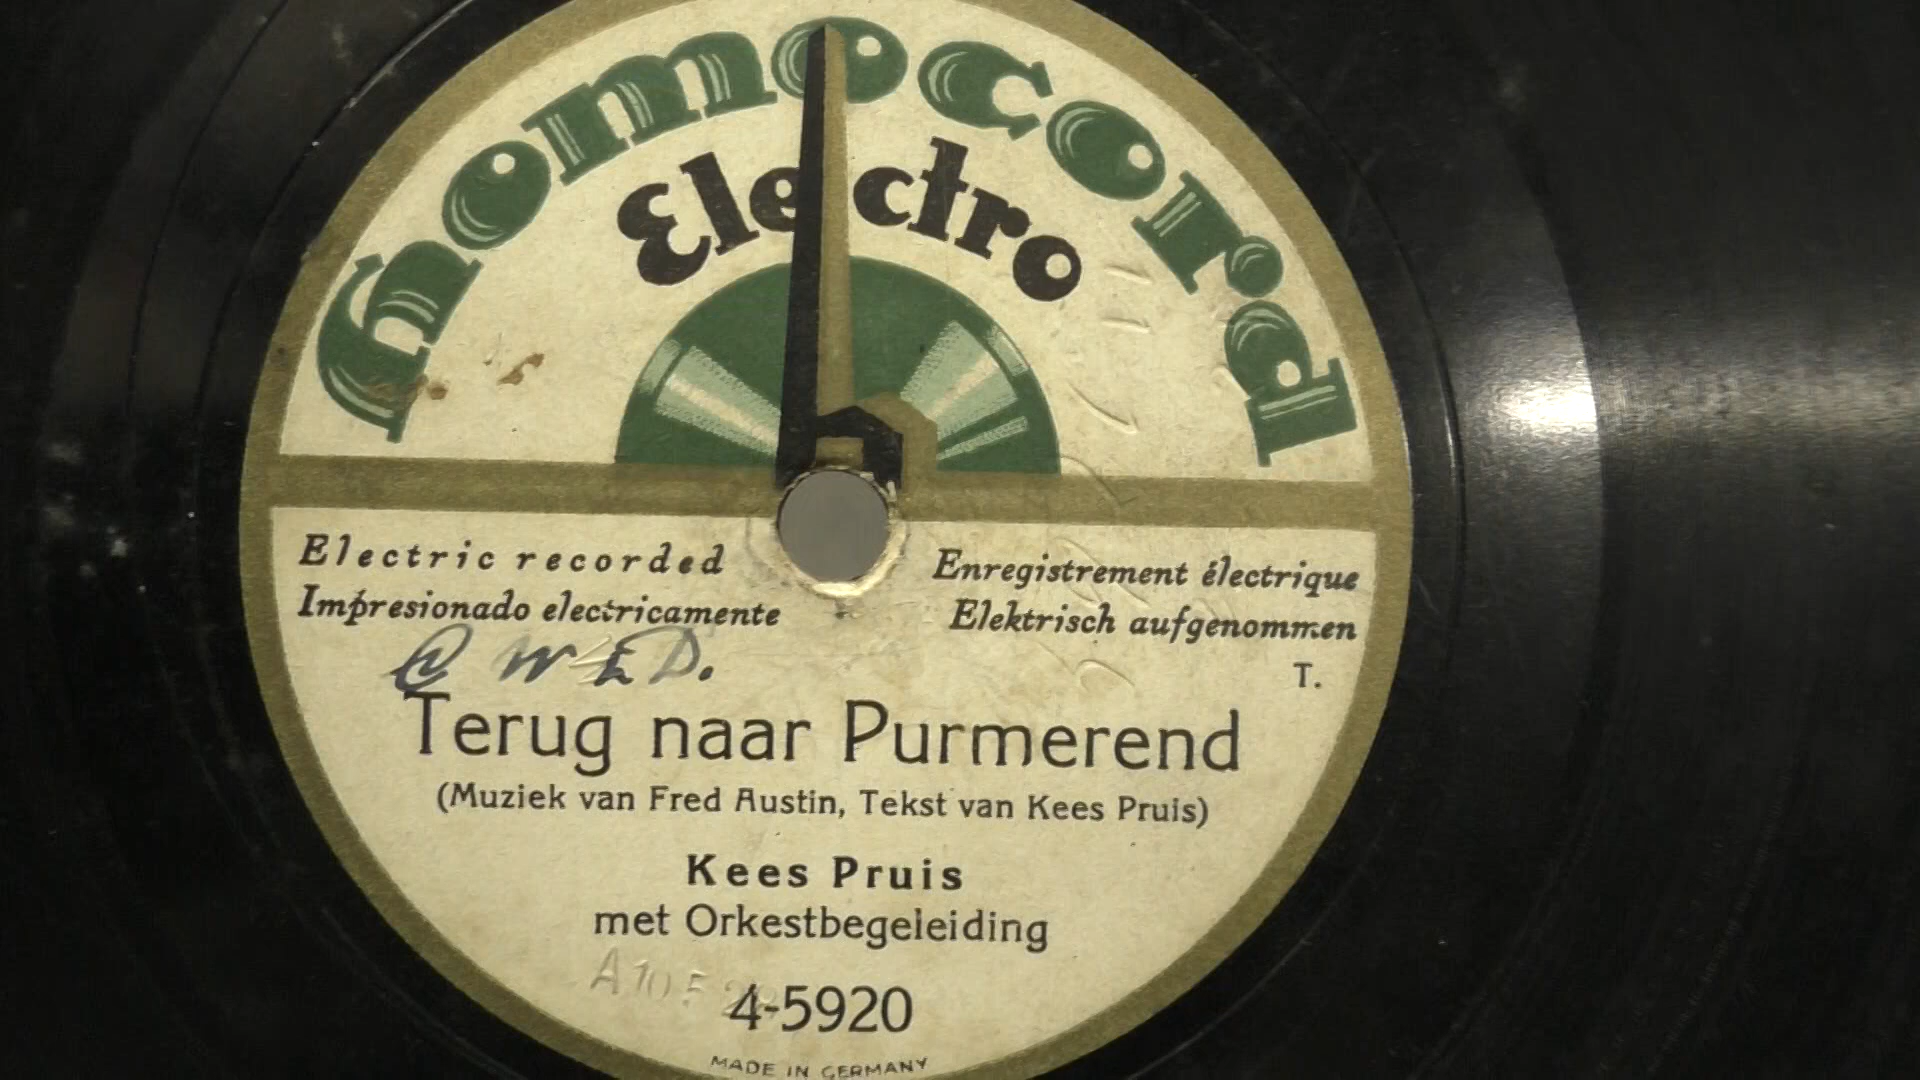 homocord
Electro
Electric recorded
Enregistrement électrique
Impresionado electricamente
Elektrisch aufgenommen
T.
Terug naar Purmerend
(Muziek van Fred Austin, Tekst van Kees Pruis)
Kees Pruis
met Orkestbegeleiding
4-5920
MADE IN GERMANY